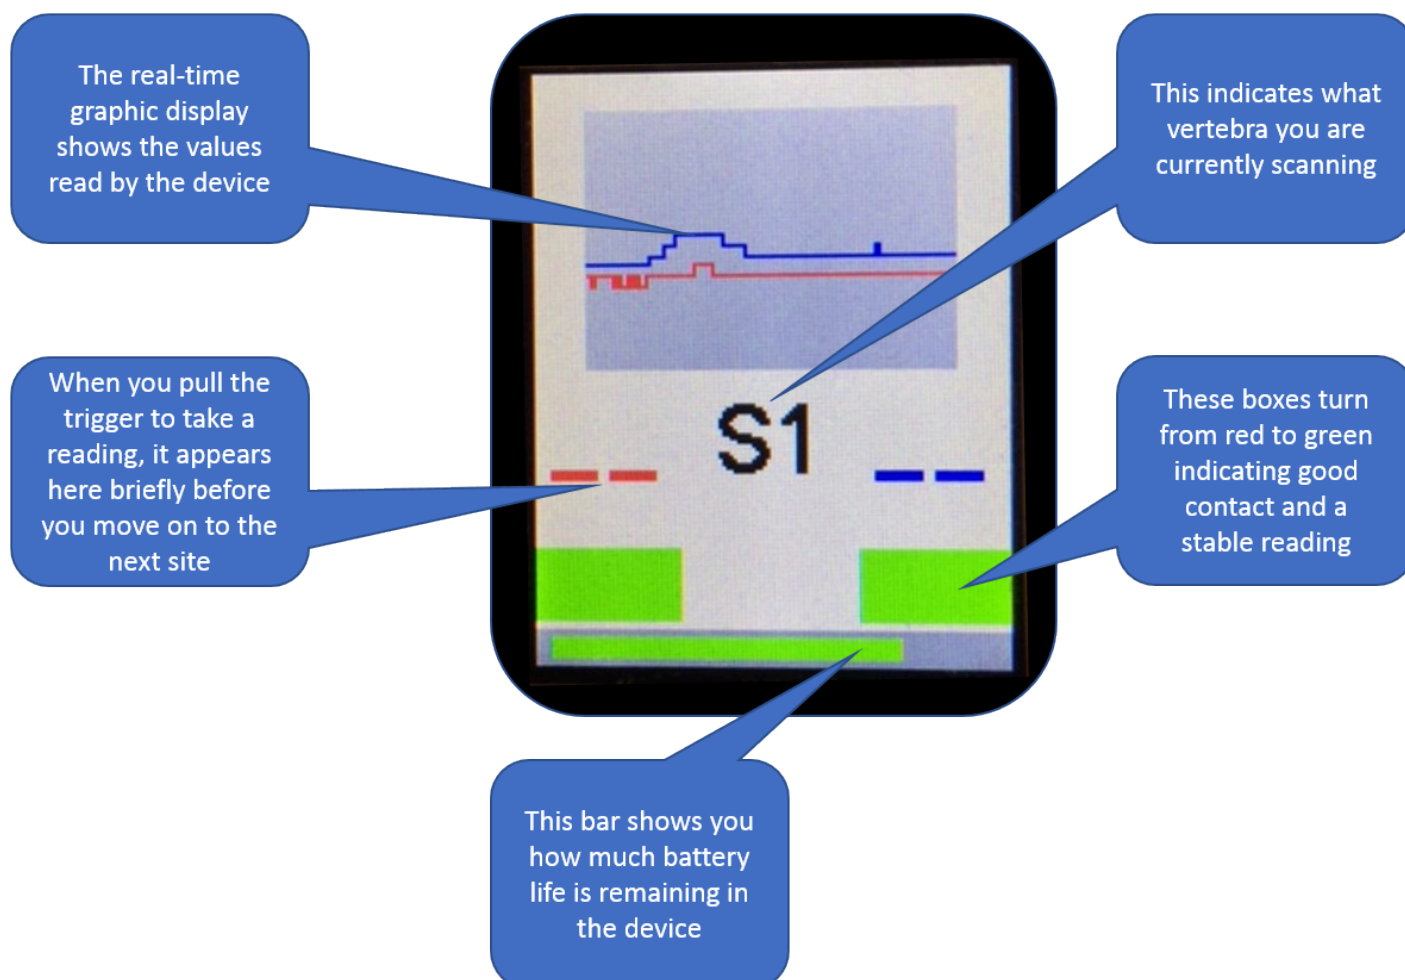 The real-time
graphic display
shows the values
read by the device
This indicates what
vertebra you are
currently scanning
When you pull the
trigger to take a
reading, it appears
here briefly before
you move on to the
next site
S1
-- --
These boxes turn
from red to green
indicating good
contact and a
stable reading
This bar shows you
how much battery
life is remaining in
the device